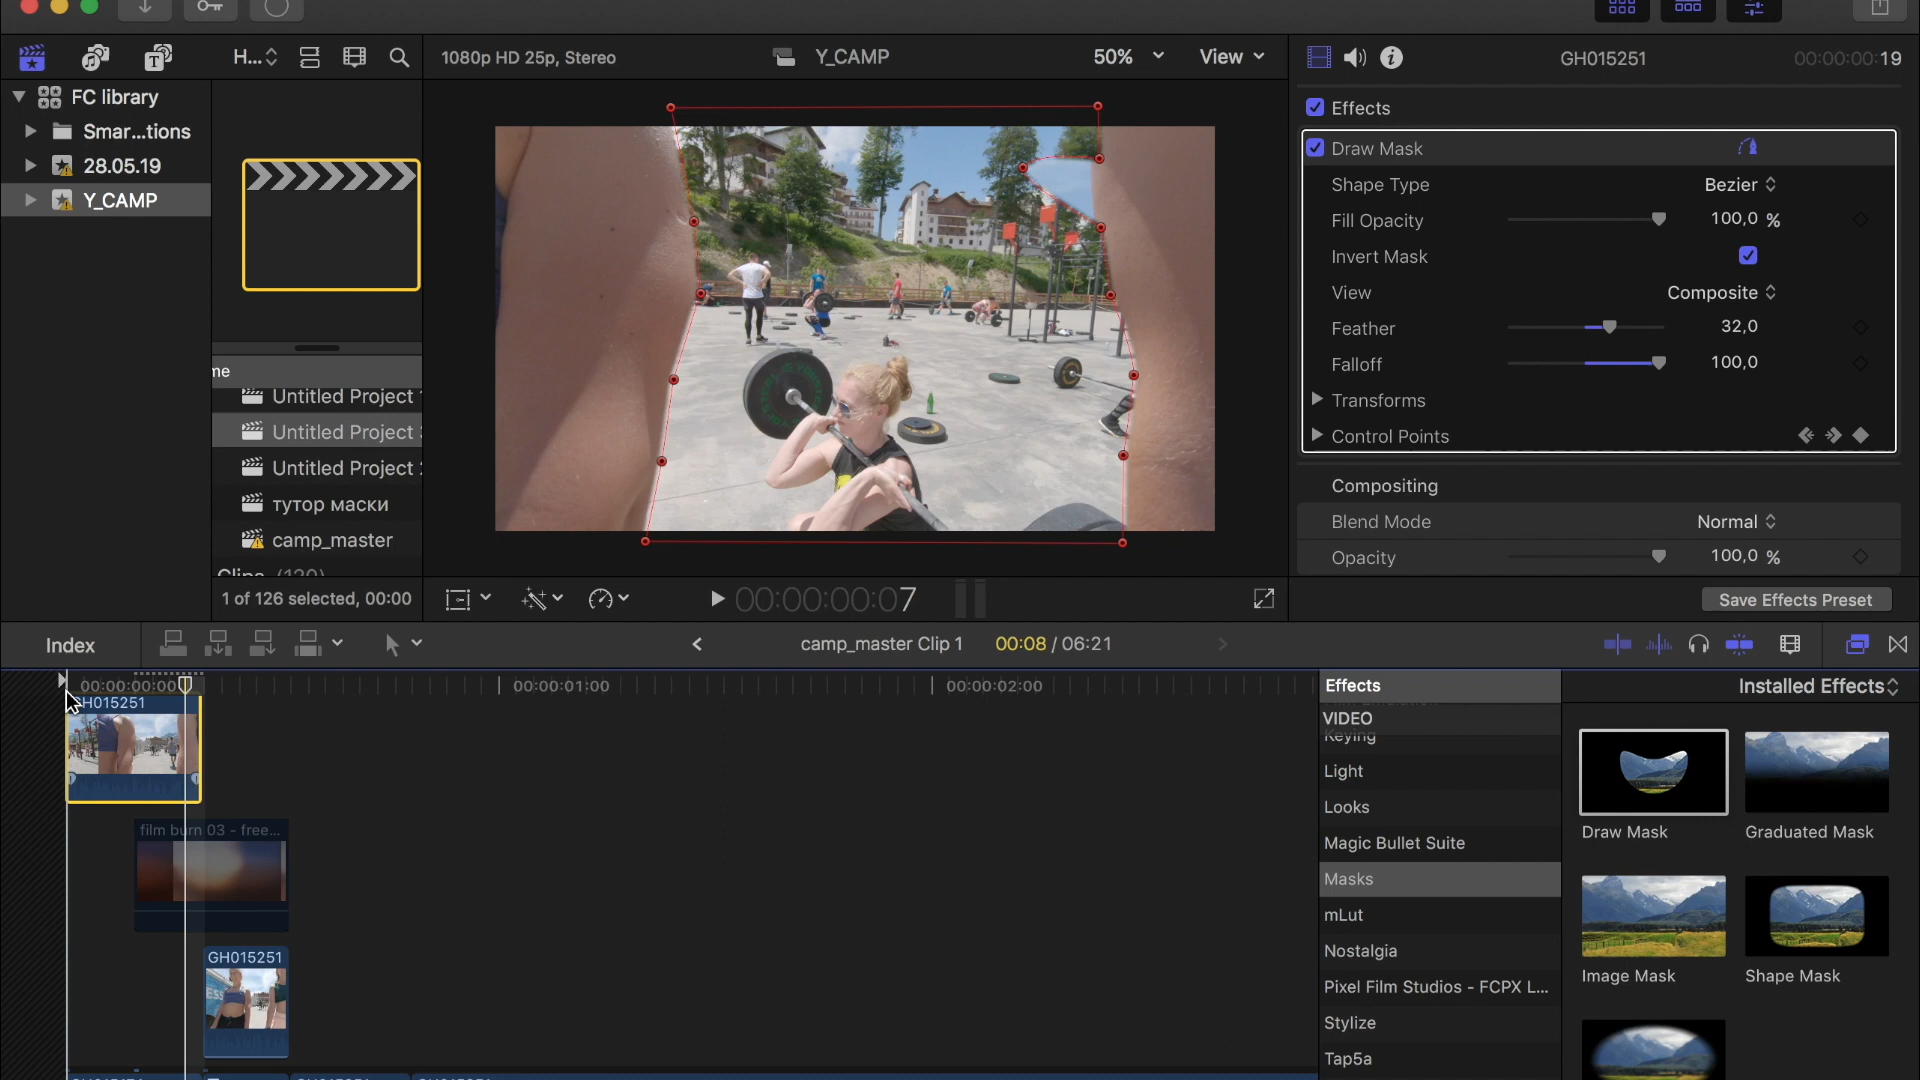 H...
1080p HD 25p, Stereo
Y_CAMP
50%
View
GH015251
00:00:00:19
FC library
Smar...tions
28.05.19
Y_CAMP
me
Untitled Project
Untitled Project
Untitled Project
тутор маски
camp_master
Clips (120)
1 of 126 selected, 00:00
00:00:00:07
Effects
Draw Mask
Shape Type
Bezier
Fill Opacity
100,0 %
Invert Mask
View
Composite
Feather
32,0
Falloff
100,0
Transforms
Control Points
Compositing
Blend Mode
Normal
Opacity
100,0 %
Save Effects Preset
Index
camp_master Clip 1
00:08 / 06:21
00:00:00:00
00:00:01:00
00:00:02:00
H015251
film burn 03 - free...
GH015251
Effects
Installed Effects
VIDEO
Keying
Light
Looks
Magic Bullet Suite
Masks
mLut
Nostalgia
Pixel Film Studios - FCPX L...
Stylize
Tap5a
Draw Mask
Graduated Mask
Image Mask
Shape Mask